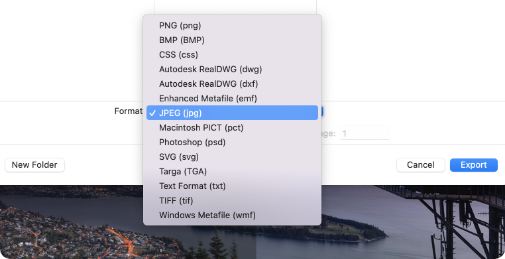 PNG (png)
BMP (BMP)
CSS (css)
Autodesk RealDWG (dwg)
Autodesk RealDWG (dxf)
Enhanced Metafile (emf)
Format ✓ JPEG (jpg)
Macintosh PICT (pct)
1
Photoshop (psd)
SVG (svg)
New Folder
Cancel
Export
Targa (TGA)
Text Format (txt)
TIFF (tif)
Windows Metafile (wmf)